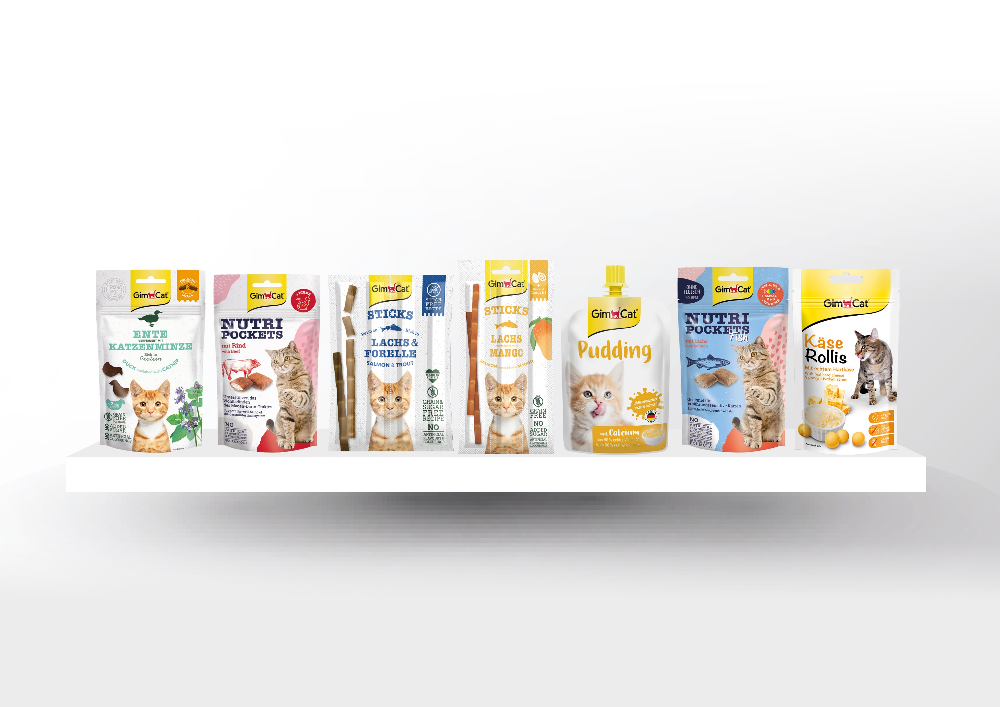 RECYCLABLE
96%
PACKAGING
GimCat®
CRUNCHY
SNACK
ENTE
VERFEINERT MIT
KATZENMINZE
Rich in
Protein
DUCK enriched with CATNIP
<2 kcal
SNACK
GRAIN
FREE
formula
NO ADDED
SUGAR
NO ARTIFICIAL
COLOURINGS
*see backside
GimCat®
+FIBER
NUTRI
POCKETS
mit Rind
with Beef
Unterstützen das
Wohlbefinden
des Magen-Darm-Traktes
Support the well-being of
the gastrointestinal system
NO
ARTIFICIAL
FLAVOURINGS
& COLOURINGS
SUGAR ADDED
GimCat®
SUGAR
FREE
RECIPE
STICKS
Reich an
Rich in
LACHS &
FORELLE
SALMON & TROUT
MADE IN
AUSTRIA
GRAIN&
SUGAR
FREE
RECIPE
NO
ARTIFICIAL
FLAVOURS &
COLOURINGS
GimCat
+
Biotin &
Omega 3&6
STICKS
LACHS
verfeinert mit
MANGO
SALMON enriched with MANGO
GRAIN
FREE
NO
ADDED
SUGAR
ARTIFICIAL
FLAVOURS &
COLOURINGS
GimCat®
Pudding
laktosereduziert
lactose reduced
MADE IN
GERMANY
mit Calcium
aus 90% echter Vollmilch
from 90% real whole milk
OHNE
FLEISCH
NO MEAT
GimCat®
+VIT.A, D3, E
+ OMEGA
3&6
+TAURINE
NUTRI
POCKETS
Fish
mit Lachs
with Salmon
Geeignet für
ernährungssensitive Katzen
Suitable for food-sensitive cats
NO
ARTIFICIAL
FLAVOURINGS
& COLOURINGS
SUGAR ADDED
GLUTEN-FREE
FORMULA
GimCat®
Käse
Rollis
Mit echtem Hartkäse
With real hard cheese
S pravým tvrdým sýrem
KCAL /
PIECE
NO
SUGAR
ADDED
GRAIN
FREE
*see back side